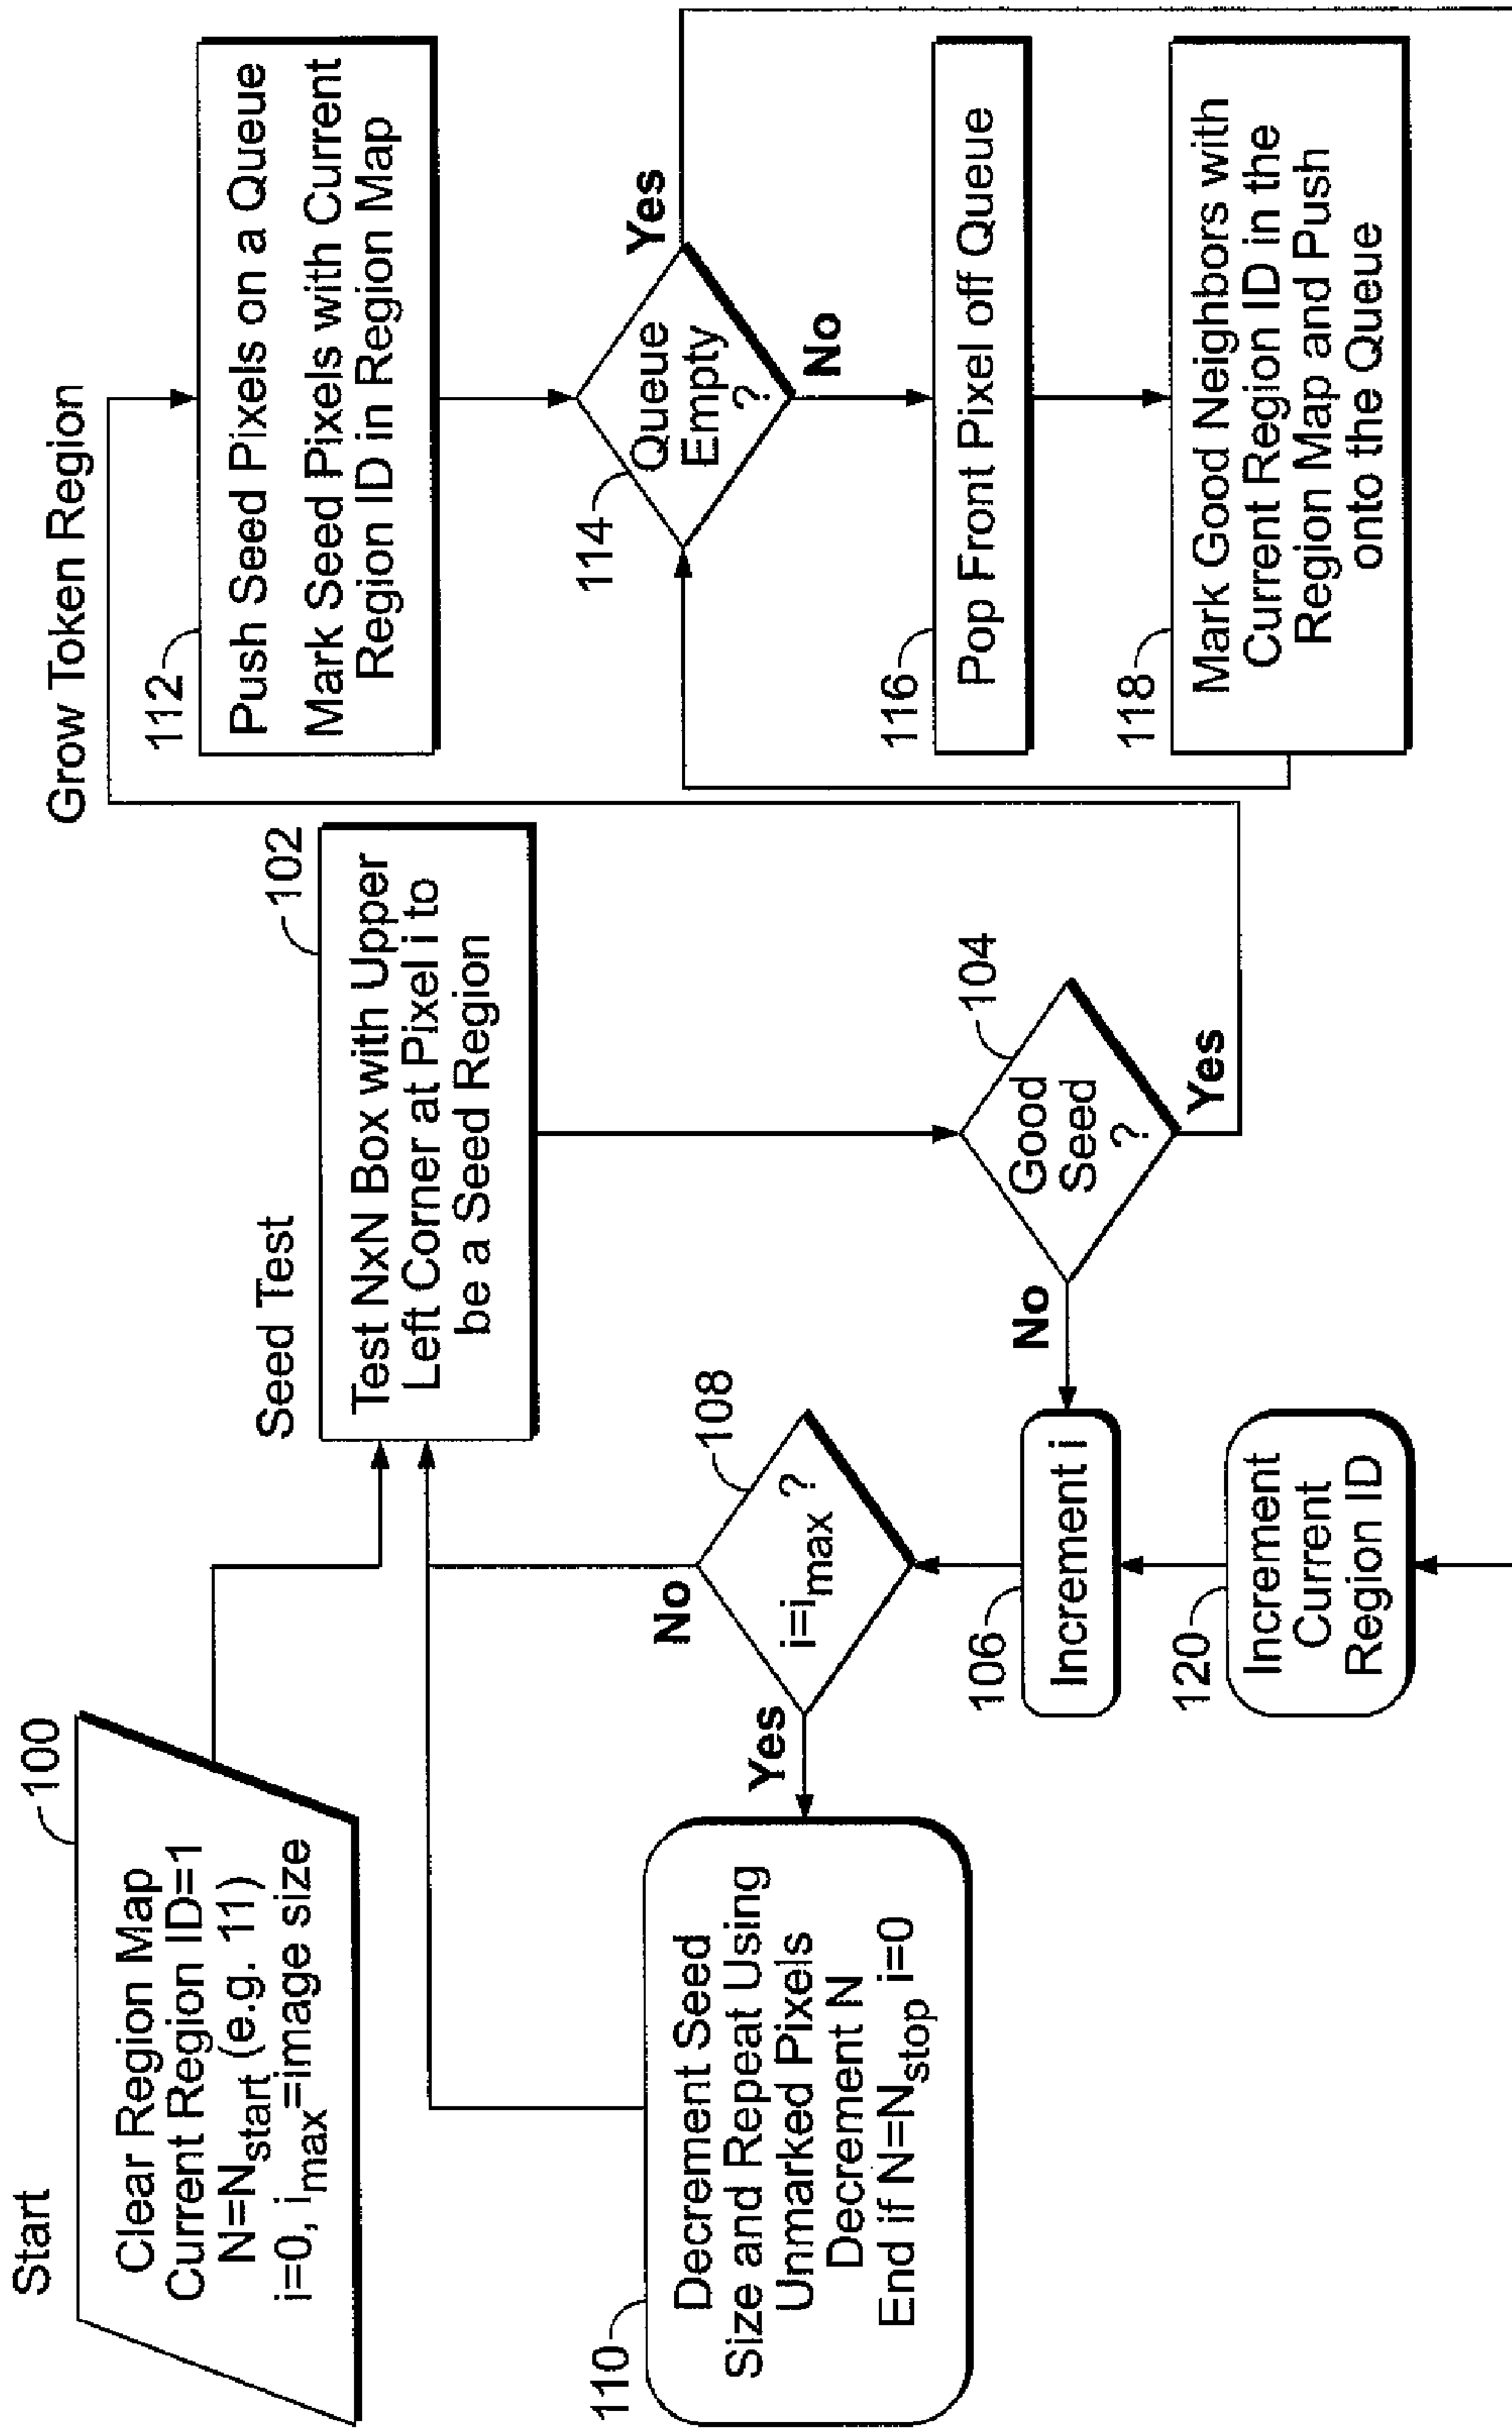 Start
100
Clear Region Map
Current Region ID=1
N=Nstart (e.g. 11)
i=0, imax=image size
Seed Test
102
Test NxN Box with Upper
Left Corner at Pixel i to
be a Seed Region
104
Good
Seed
?
No
Yes
106
Increment i
108
i=imax ?
No
Yes
110
Decrement Seed
Size and Repeat Using
Unmarked Pixels
Decrement N
End if N=Nstop i=0
Grow Token Region
112
Push Seed Pixels on a Queue
Mark Seed Pixels with Current
Region ID in Region Map
114
Queue
Empty
?
Yes
No
116
Pop Front Pixel off Queue
118
Mark Good Neighbors with
Current Region ID in the
Region Map and Push
onto the Queue
120
Increment
Current
Region ID